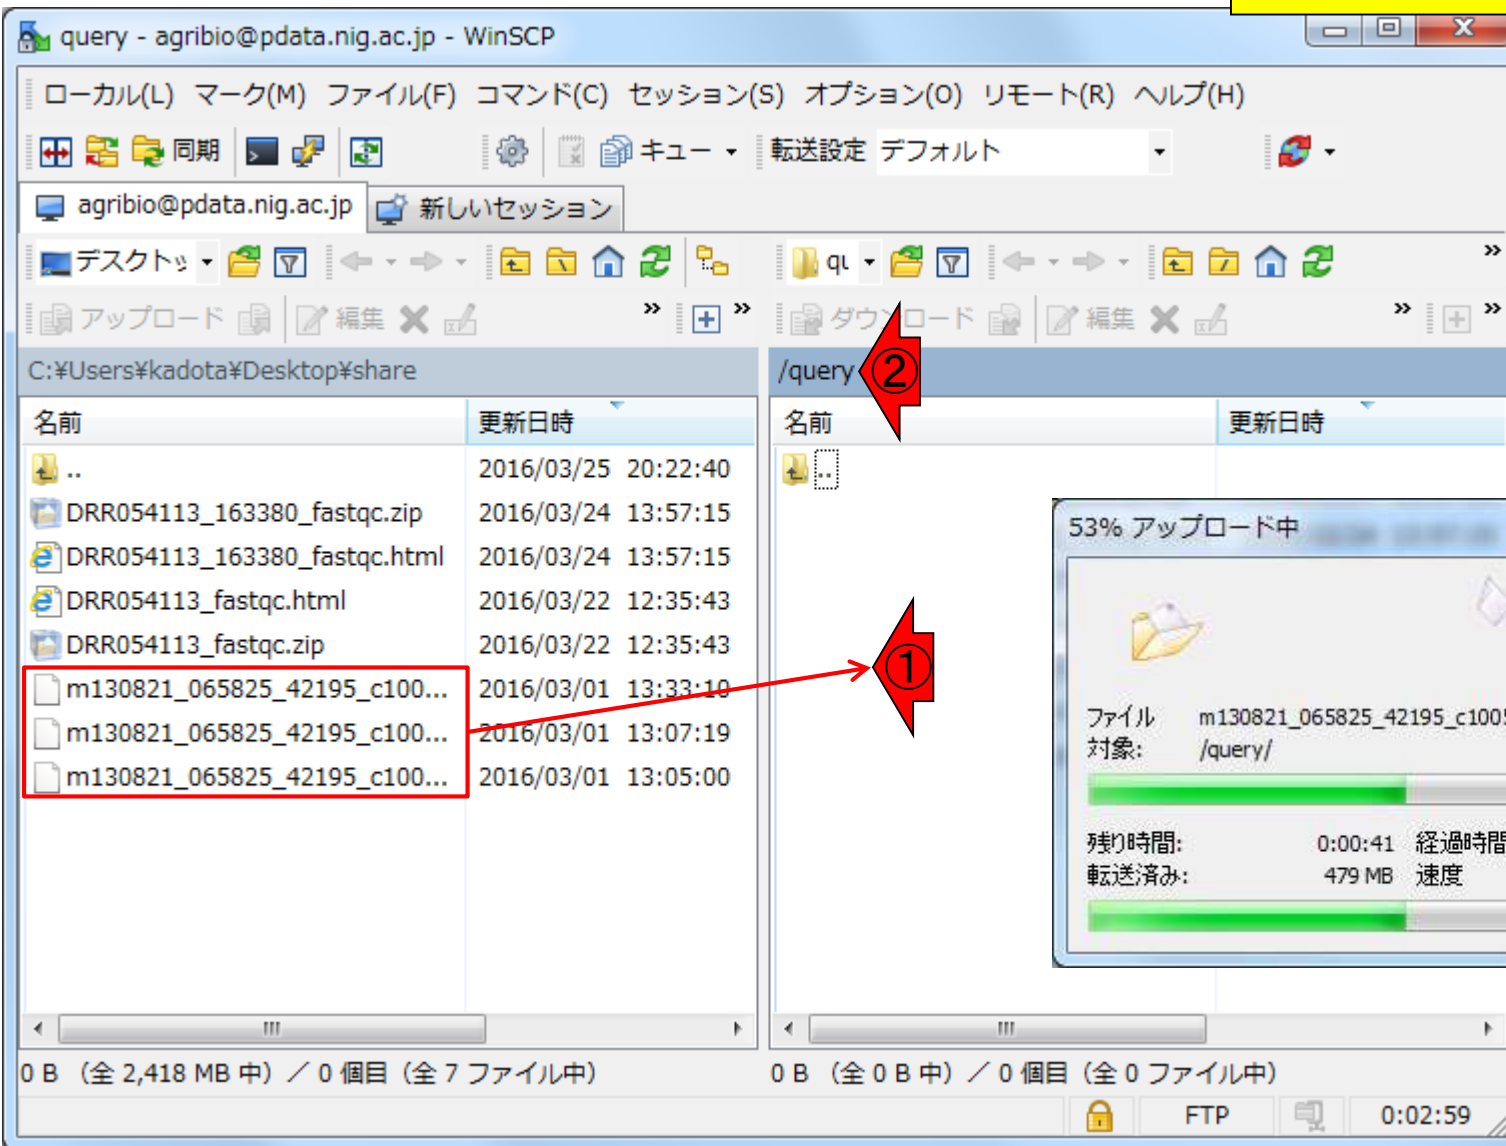 query - agribio@pdata.nig.ac.jp - WinSCP
ローカル(L) マーク(M) ファイル(F) コマンド(C) セッション(S) オプション(O) リモート(R) ヘルプ(H)
同期 キュー 転送設定 デフォルト
agribio@pdata.nig.ac.jp 新しいセッション
デスクトッ
アップロード 編集 ダウンロード 編集
C:¥Users¥kadota¥Desktop¥share /query ②
名前 更新日時 名前 更新日時
.. 2016/03/25 20:22:40 ..
DRR054113_163380_fastqc.zip 2016/03/24 13:57:15
DRR054113_163380_fastqc.html 2016/03/24 13:57:15
DRR054113_fastqc.html 2016/03/22 12:35:43
DRR054113_fastqc.zip 2016/03/22 12:35:43
m130821_065825_42195_c100... 2016/03/01 13:33:10
m130821_065825_42195_c100... 2016/03/01 13:07:19
m130821_065825_42195_c100... 2016/03/01 13:05:00
①
53% アップロード中
ファイル m130821_065825_42195_c100
対象: /query/
残り時間: 0:00:41 経過時間
転送済み: 479 MB 速度
0 B （全 2,418 MB 中）／ 0 個目（全 7 ファイル中）
0 B （全 0 B 中）／ 0 個目（全 0 ファイル中）
FTP 0:02:59